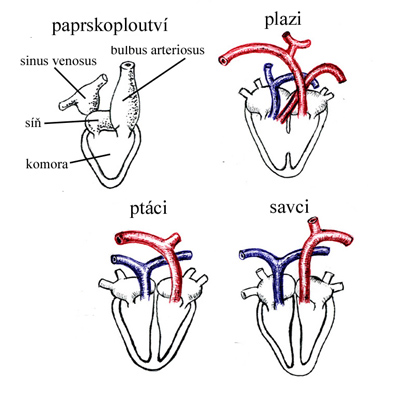 paprskoploutví
plazi
bulbus arteriosus
sinus venosus
síň
komora
ptáci
savci